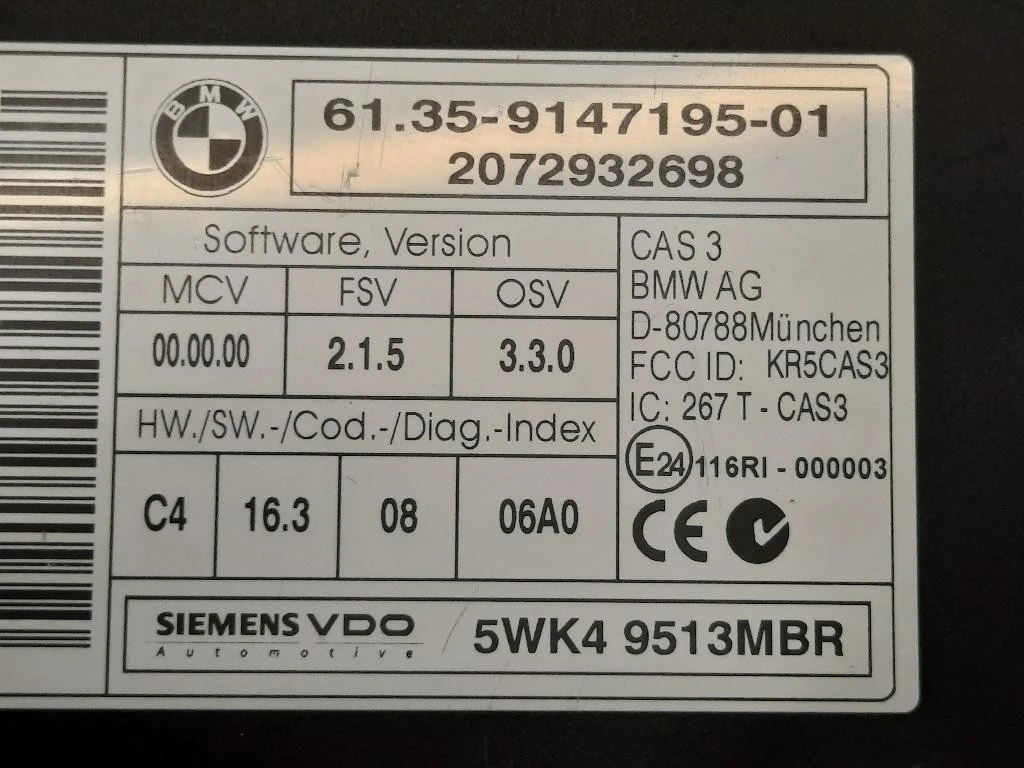 BMW
61.35-9147195-01
2072932698
Software, Version
MCV FSV OSV
00.00.00 2.1.5 3.3.0
HW./SW.-/Cod.-/Diag.-Index
C4 16.3 08 06A0
CAS 3
BMW AG
D-80788München
FCC ID: KR5CAS3
IC: 267 T - CAS3
E24 116RI - 000003
CE
SIEMENS VDO
Automotive
5WK4 9513MBR